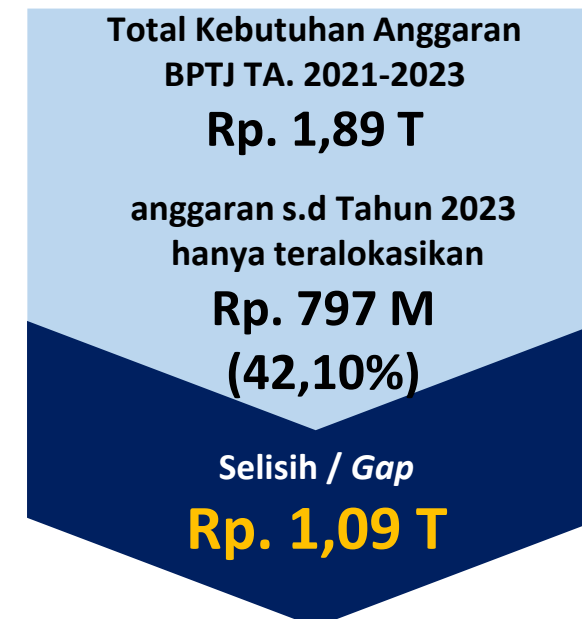 Total Kebutuhan Anggaran
BPTJ TA. 2021-2023
Rp. 1,89 T
anggaran s.d Tahun 2023
hanya teralokasikan
Rp. 797 M
(42,10%)
Selisih / Gap
Rp. 1,09 T